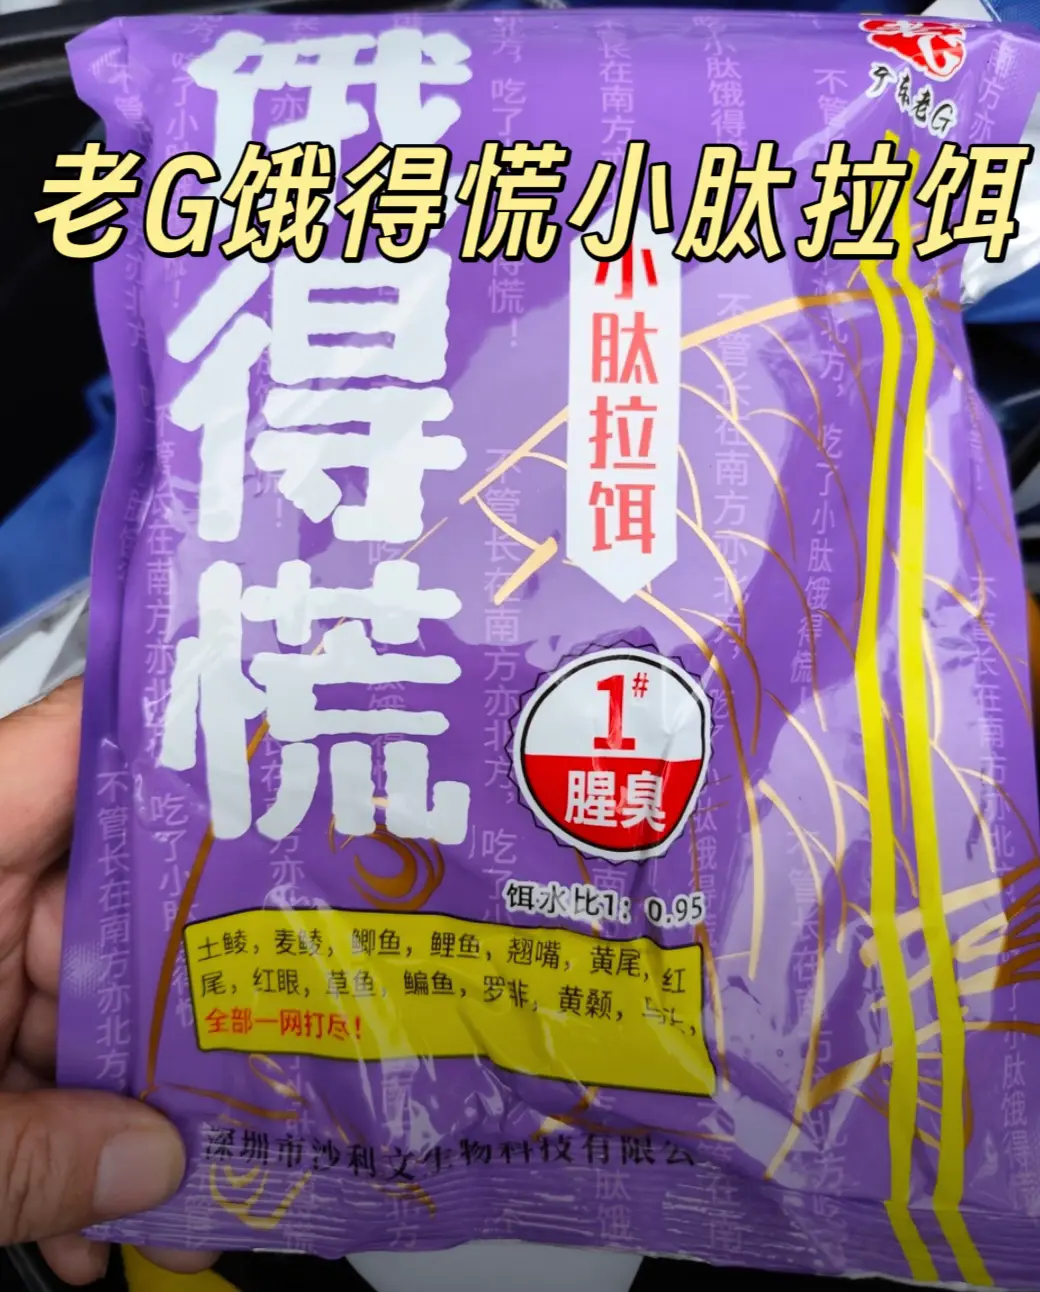 老G饿得慌小肽拉饵
广东老G
饿得慌
小肽拉饵
1#
腥臭
饵水比1：0.95
土鲮，麦鲮，鲫鱼，鲤鱼，翘嘴，黄尾，红
尾，红眼，草鱼，鳊鱼，罗非，黄颡，
全部一网打尽！
深圳市沙利文生物科技有限公
不管长在南方亦北方，
吃了小肽饿得慌！